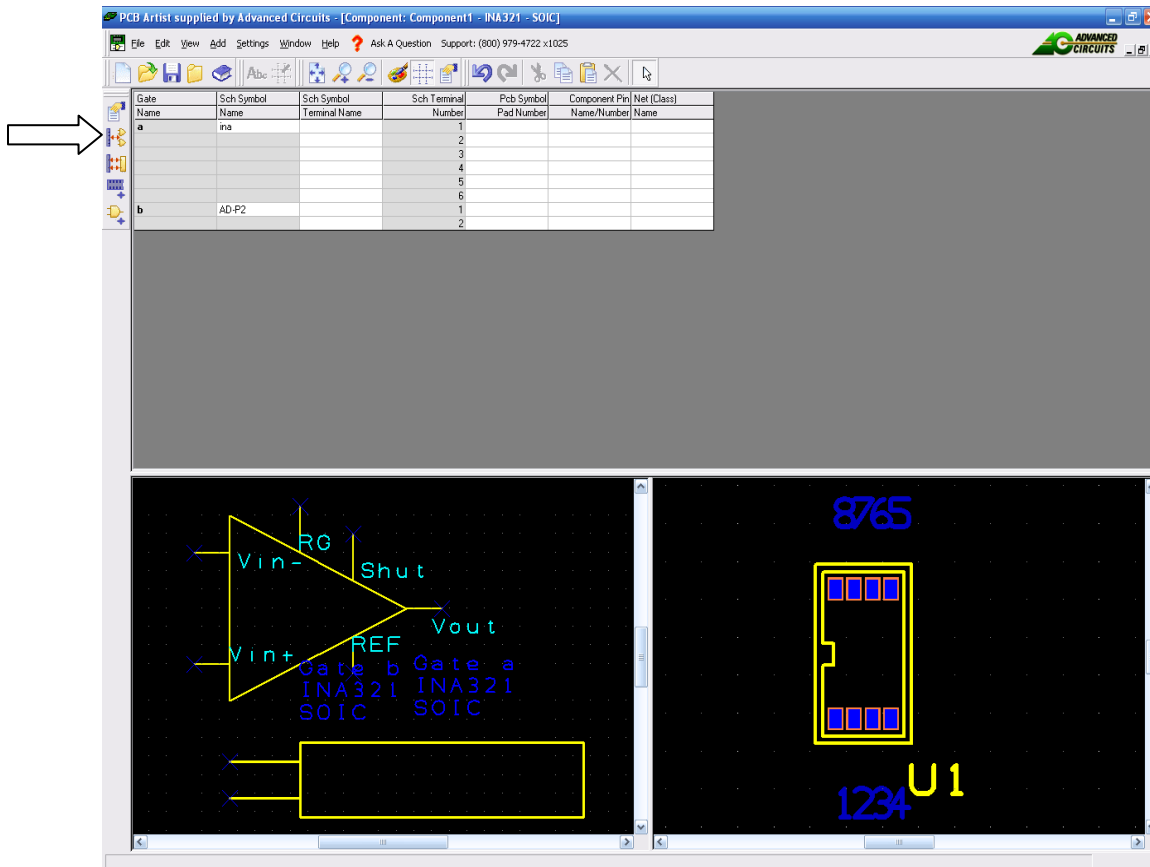 PCB Artist supplied by Advanced Circuits - [Component: Component1 - INA321 - SOIC]
File Edit View Add Settings Window Help ? Ask A Question Support: (800) 979-4722 x1025
ADVANCED
CIRCUITS
Abc
Gate Sch Symbol Sch Symbol Sch Terminal Pcb Symbol Component Pin Net (Class)
Name Name Terminal Name Number Pad Number Name/Number Name
a ina 1
2
3
4
5
6
b AD-P2 1
2
RG
Vin-
Shut
Vout
REF
Vin+
Gate b Gate a
INA321 INA321
SOIC SOIC
8765
U1
1234